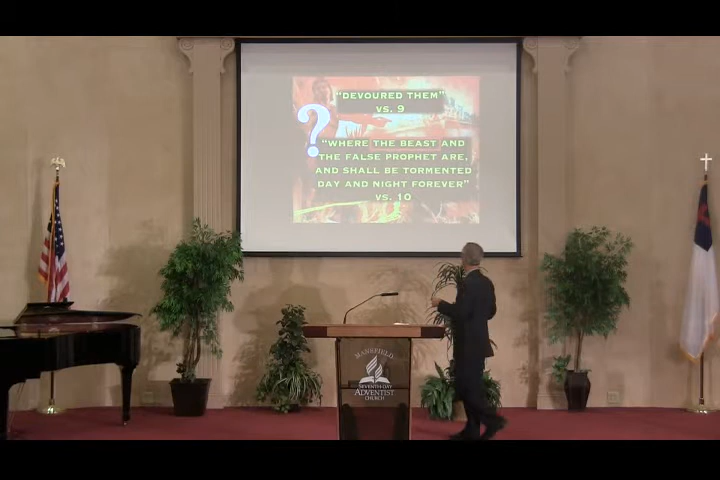 "DEVOURED THEM"
VS. 9
?
"WHERE THE BEAST AND
THE FALSE PROPHET ARE,
AND SHALL BE TORMENTED
DAY AND NIGHT FOREVER"
VS. 10
MANSFIELD
SEVENTH-DAY
ADVENTIST
CHURCH